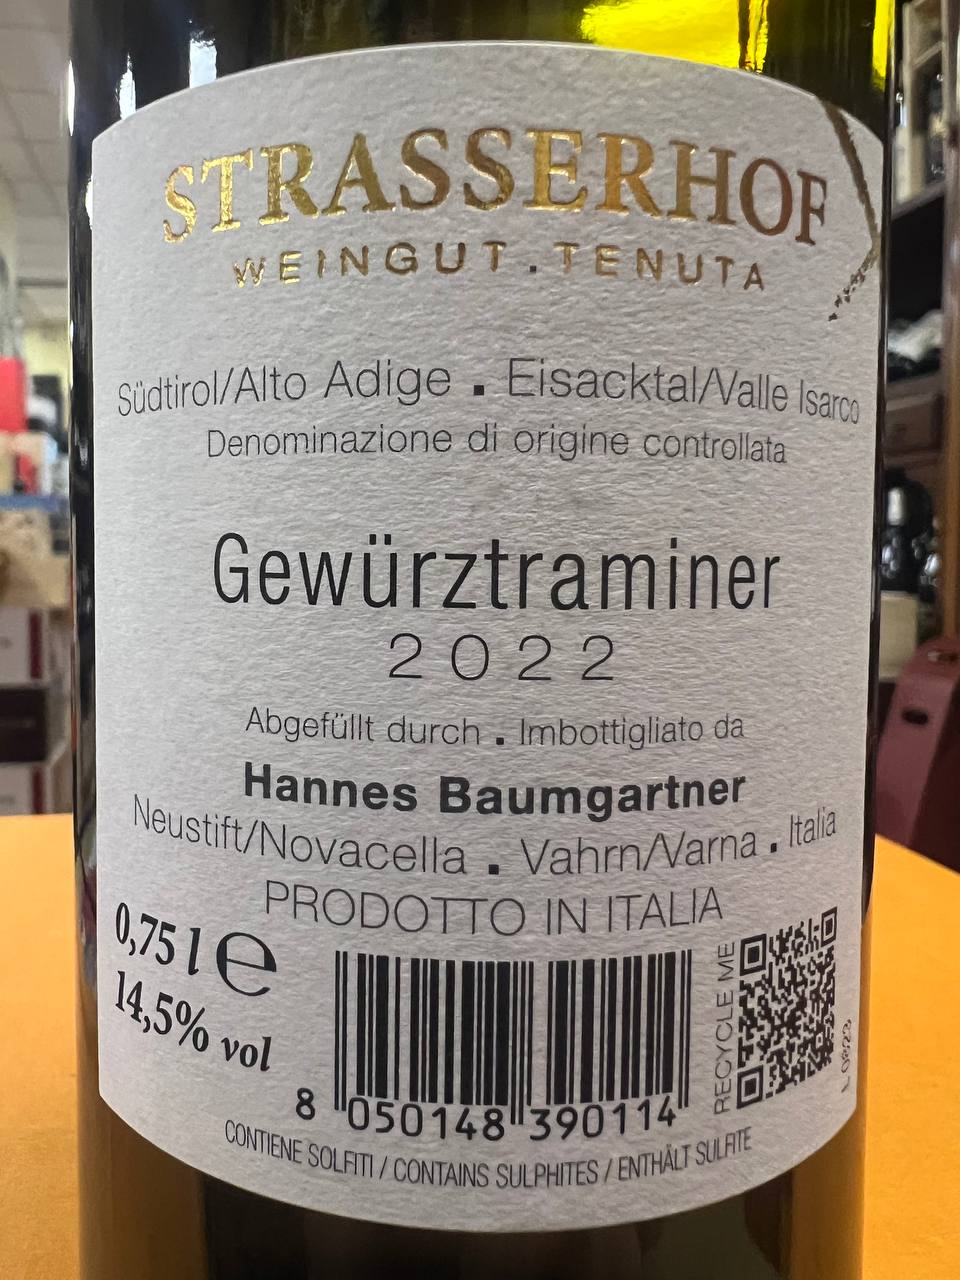 STRASSERHOF
WEINGUT . TENUTA
Südtirol/Alto Adige . Eisacktal/Valle Isarco
Denominazione di origine controllata
Gewürztraminer
2022
Abgefüllt durch . Imbottigliato da
Hannes Baumgartner
Neustift/Novacella . Vahrn/Varna . Italia
PRODOTTO IN ITALIA
0,75 l e
14,5% vol
8 050148 390114
RECYCLE ME
CONTIENE SOLFITI / CONTAINS SULPHITES / ENTHÄLT SULFITE